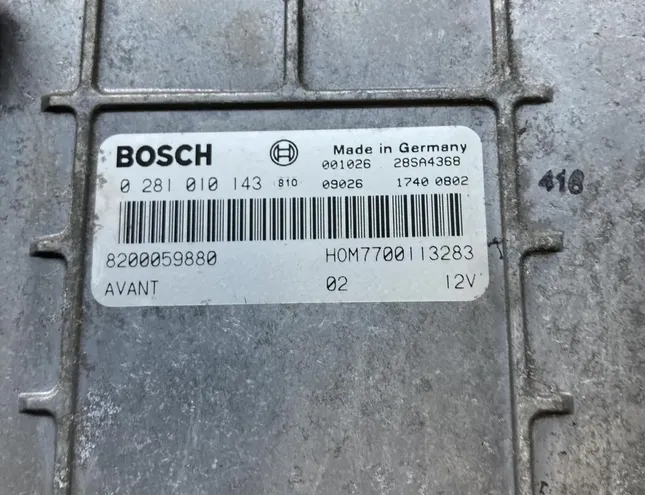 BOSCH Made in Germany
001026 28SA4368
0 281 010 143 810 09026 1740 0802
8200059880 HOM7700113283
AVANT 02 12V
416